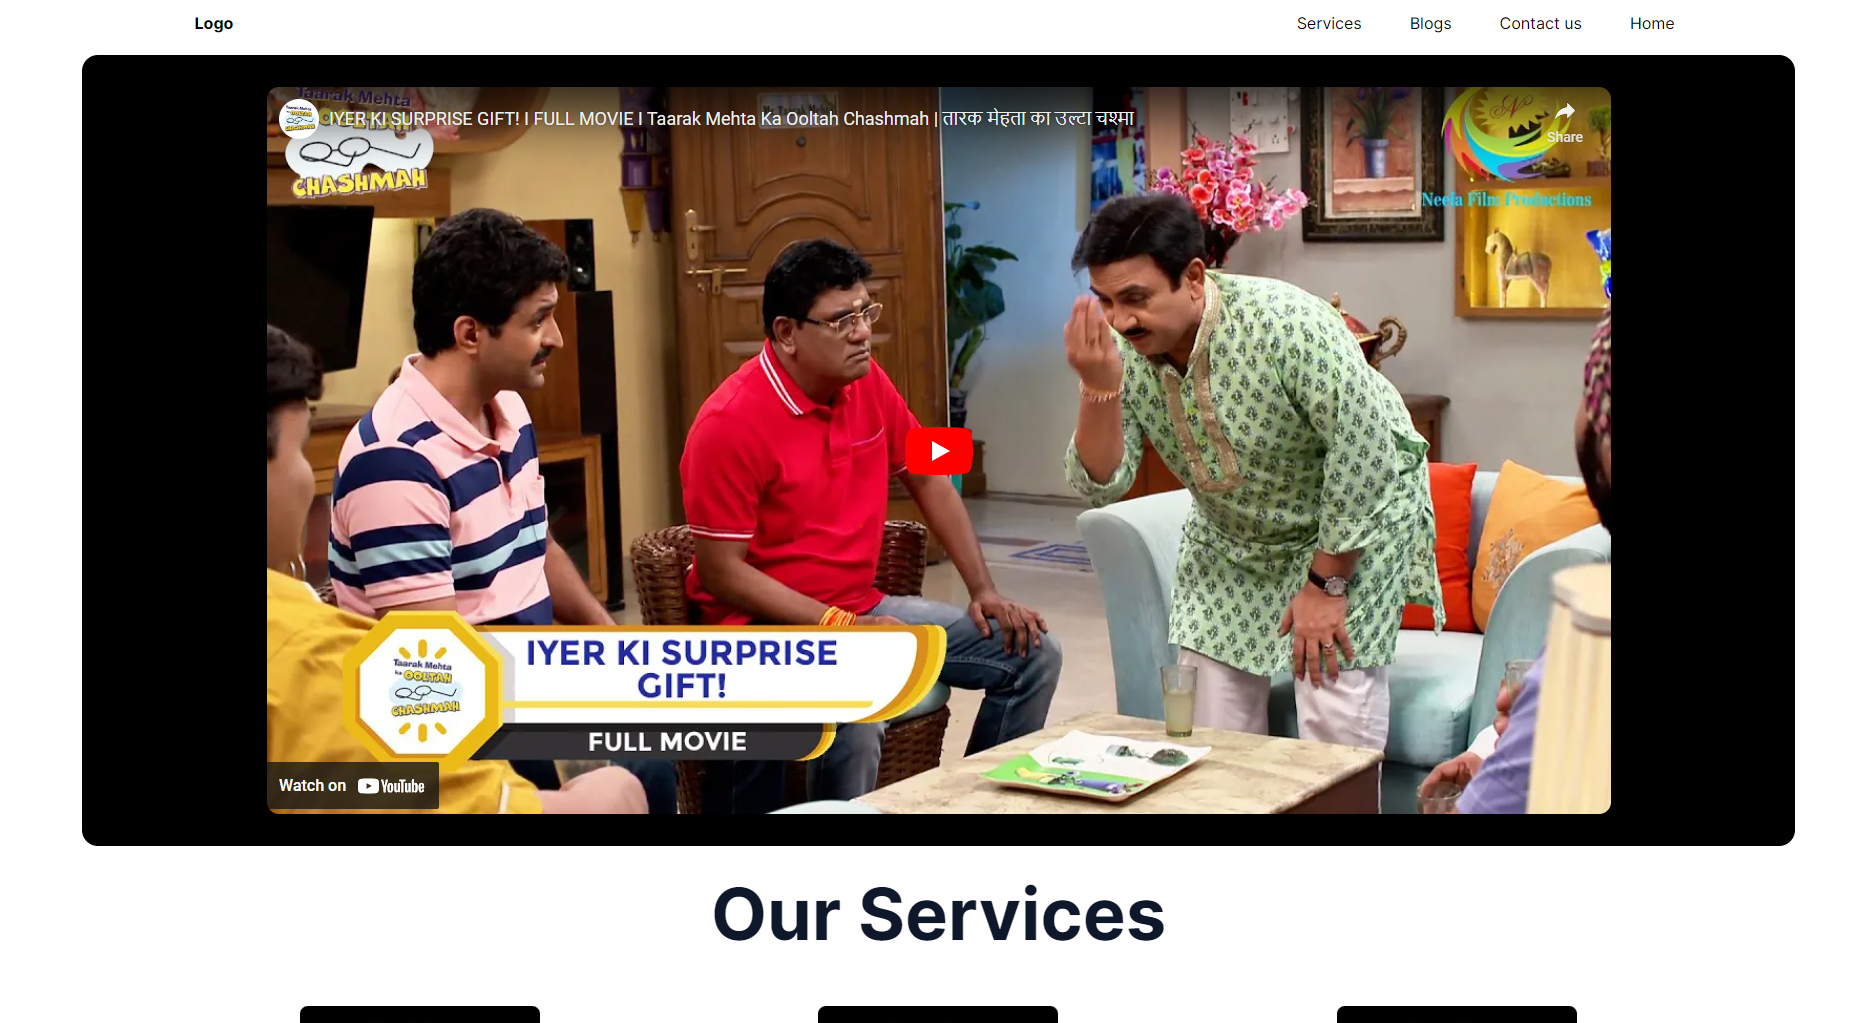 Logo
Services
Blogs
Contact us
Home
Taarak Mehta
IYER KI SURPRISE GIFT! I FULL MOVIE I Taarak Mehta Ka Ooltah Chashmah | तारक मेहता का उल्टा चश्मा
Share
CHASHMAH
Neela Film Productions
IYER KI SURPRISE
GIFT!
Taarak Mehta
ka OOLTAH
CHASHMAH
FULL MOVIE
Watch on YouTube
Our Services